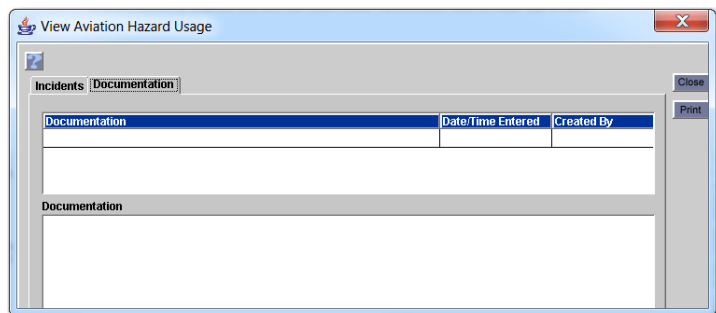 View Aviation Hazard Usage
X
?
Incidents Documentation
Close
Print
Documentation Date/Time Entered Created By
Documentation